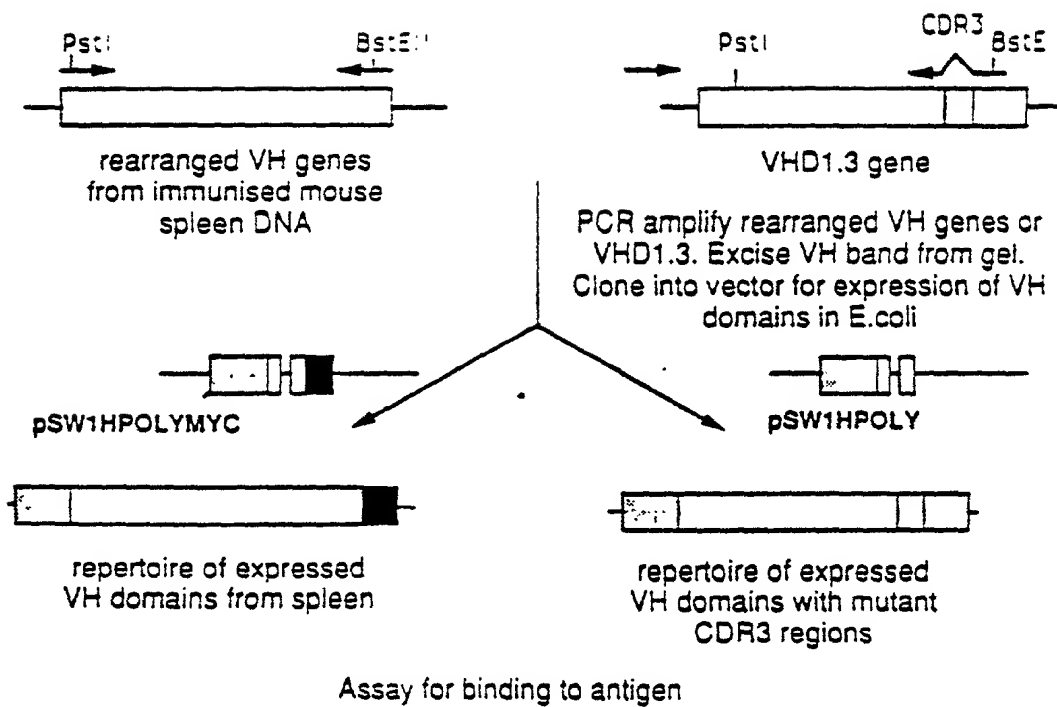 PstI
BstEII
PstI
CDR3
BstE
rearranged VH genes
from immunised mouse
spleen DNA
VHD1.3 gene
PCR amplify rearranged VH genes or
VHD1.3. Excise VH band from gel.
Clone into vector for expression of VH
domains in E.coli
pSW1HPOLYMYC
pSW1HPOLY
repertoire of expressed
VH domains from spleen
repertoire of expressed
VH domains with mutant
CDR3 regions
Assay for binding to antigen